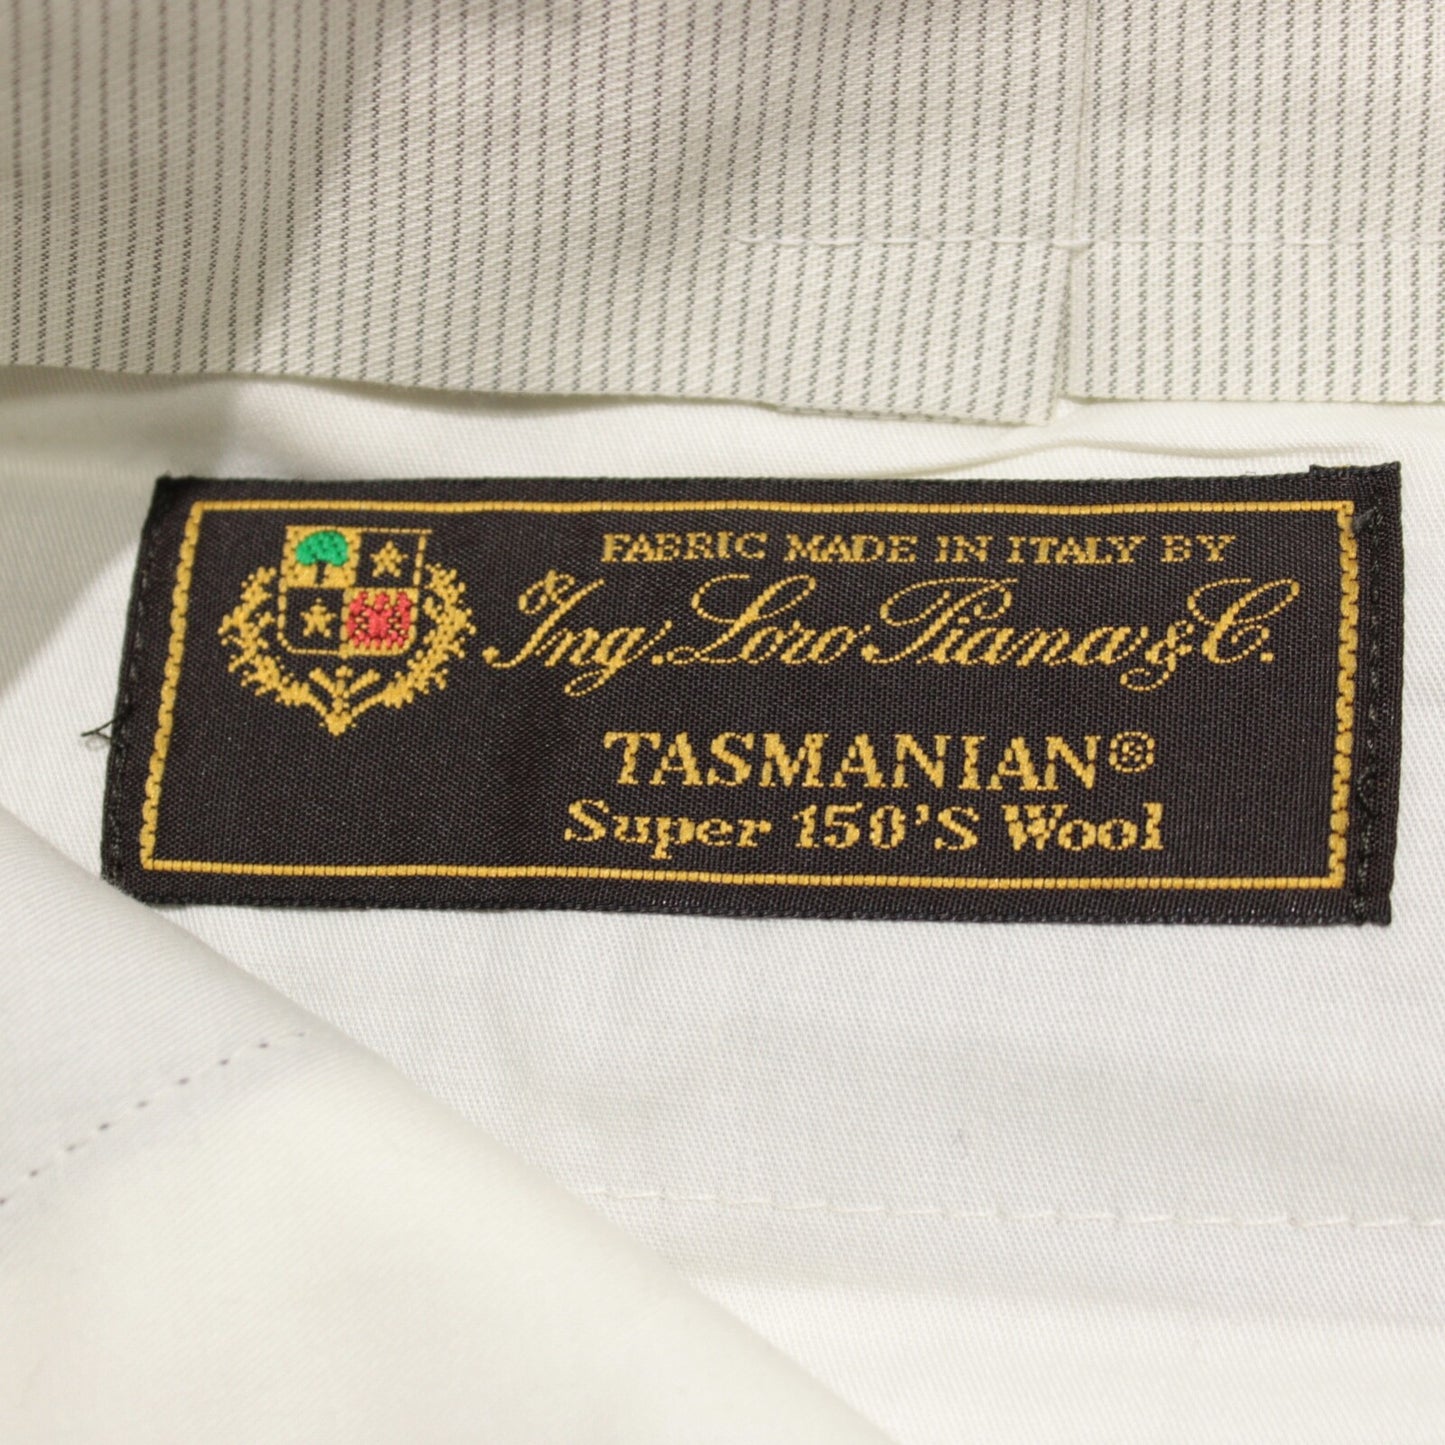 FABRIC MADE IN ITALY BY
Ing. Loro Piana & C.
TASMANIAN®
Super 150'S Wool